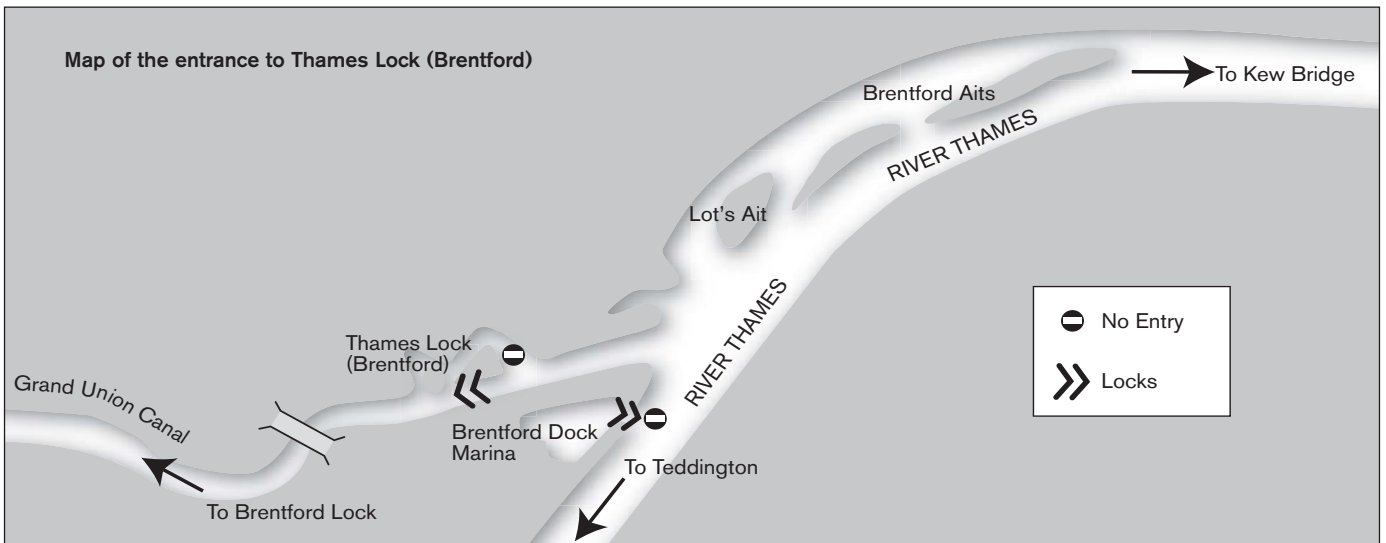 Map of the entrance to Thames Lock (Brentford)
To Kew Bridge
Brentford Aits
RIVER THAMES
Lot's Ait
RIVER THAMES
No Entry
Locks
Thames Lock
(Brentford)
Grand Union Canal
Brentford Dock
Marina
To Teddington
To Brentford Lock